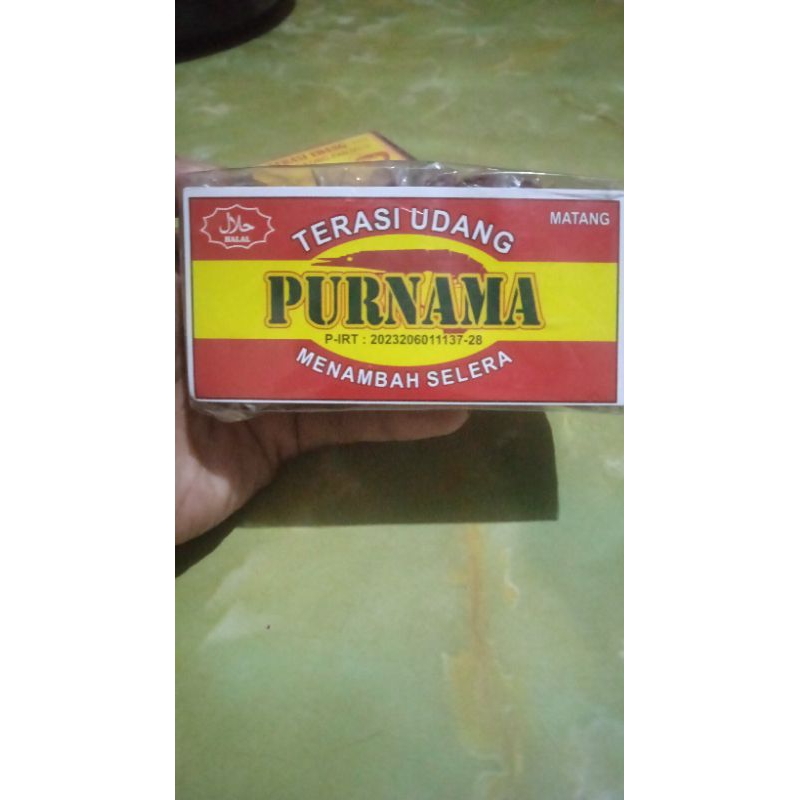 حلال
HALAL
TERASI UDANG
MATANG
PURNAMA
P-IRT : 2023206011137-28
MENAMBAH SELERA